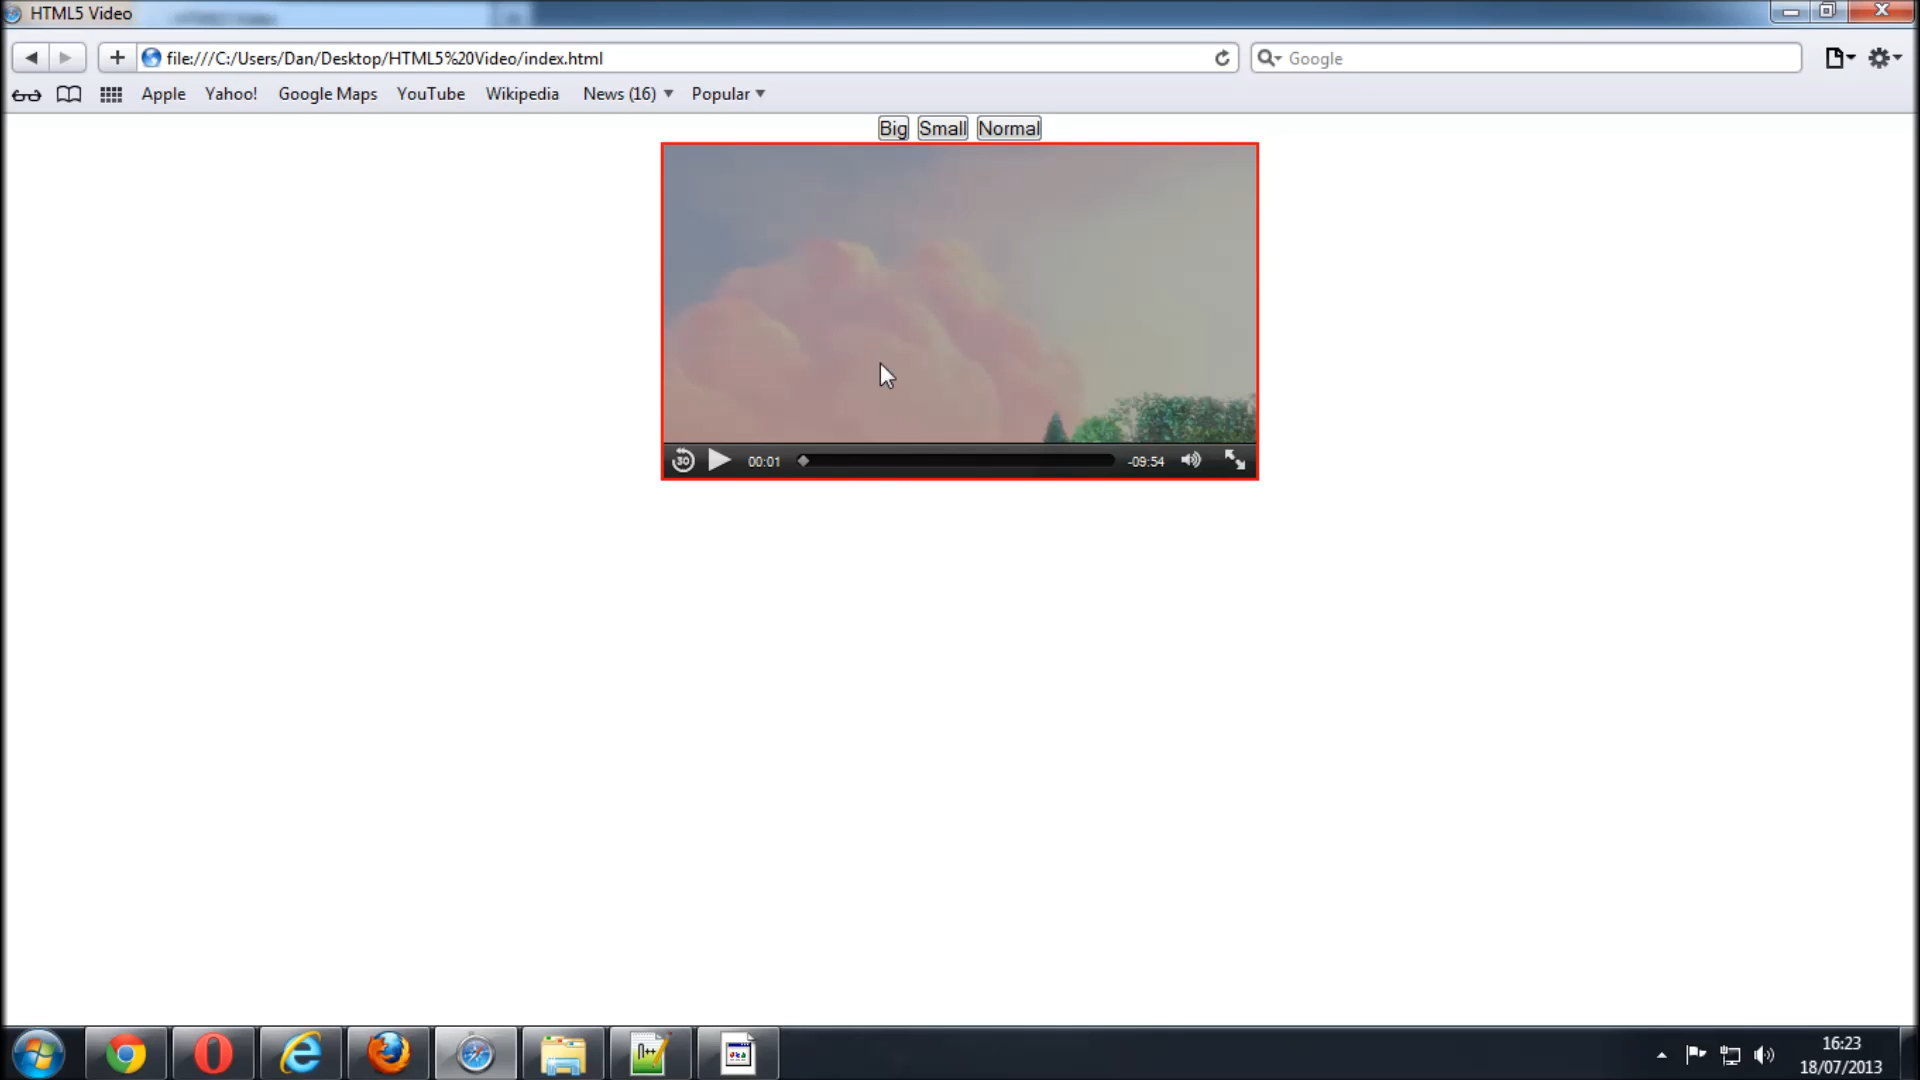 HTML5 Video
file:///C:/Users/Dan/Desktop/HTML5%20Video/index.html
Google
Apple Yahoo! Google Maps YouTube Wikipedia News (16) Popular
Big Small Normal
30 00:01 -09:54
16:23
18/07/2013